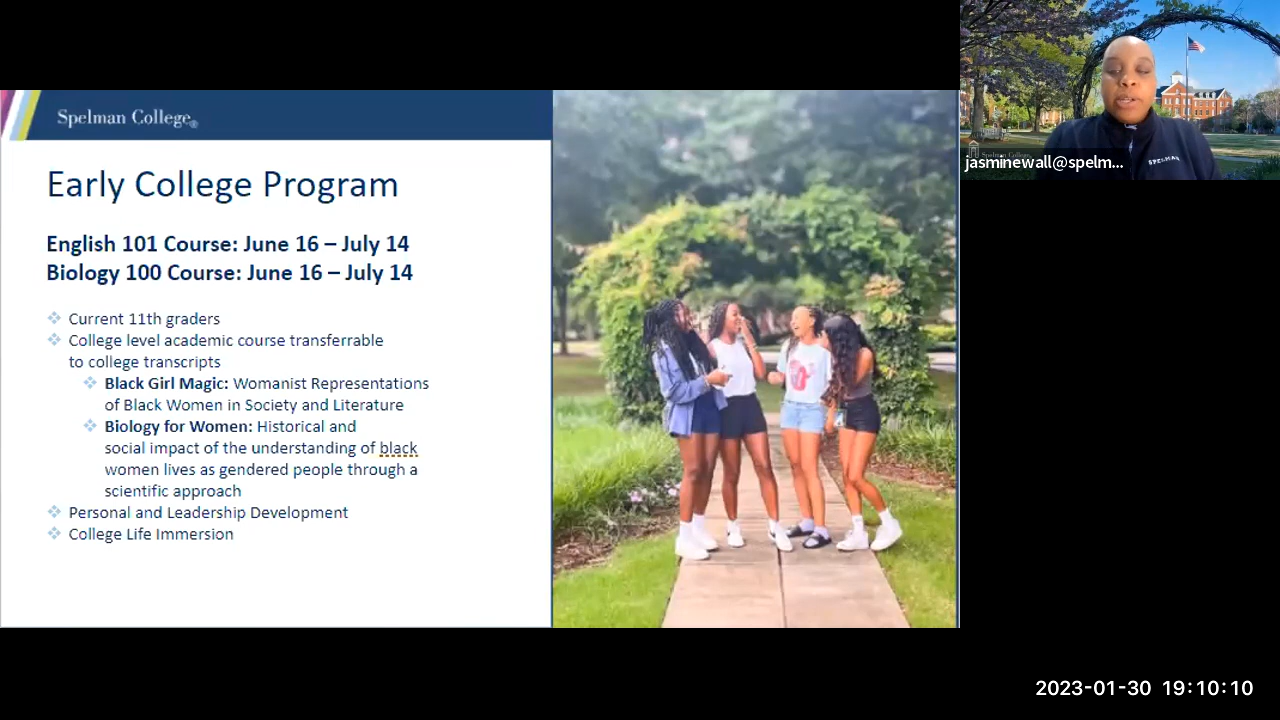 Spelman College®
Early College Program
English 101 Course: June 16 – July 14
Biology 100 Course: June 16 – July 14
Current 11th graders
College level academic course transferrable
to college transcripts
Black Girl Magic: Womanist Representations
of Black Women in Society and Literature
Biology for Women: Historical and
social impact of the understanding of black
women lives as gendered people through a
scientific approach
Personal and Leadership Development
College Life Immersion
SPELMAN
Spelman College
jasminewall@spelm...
2023-01-30 19:10:10